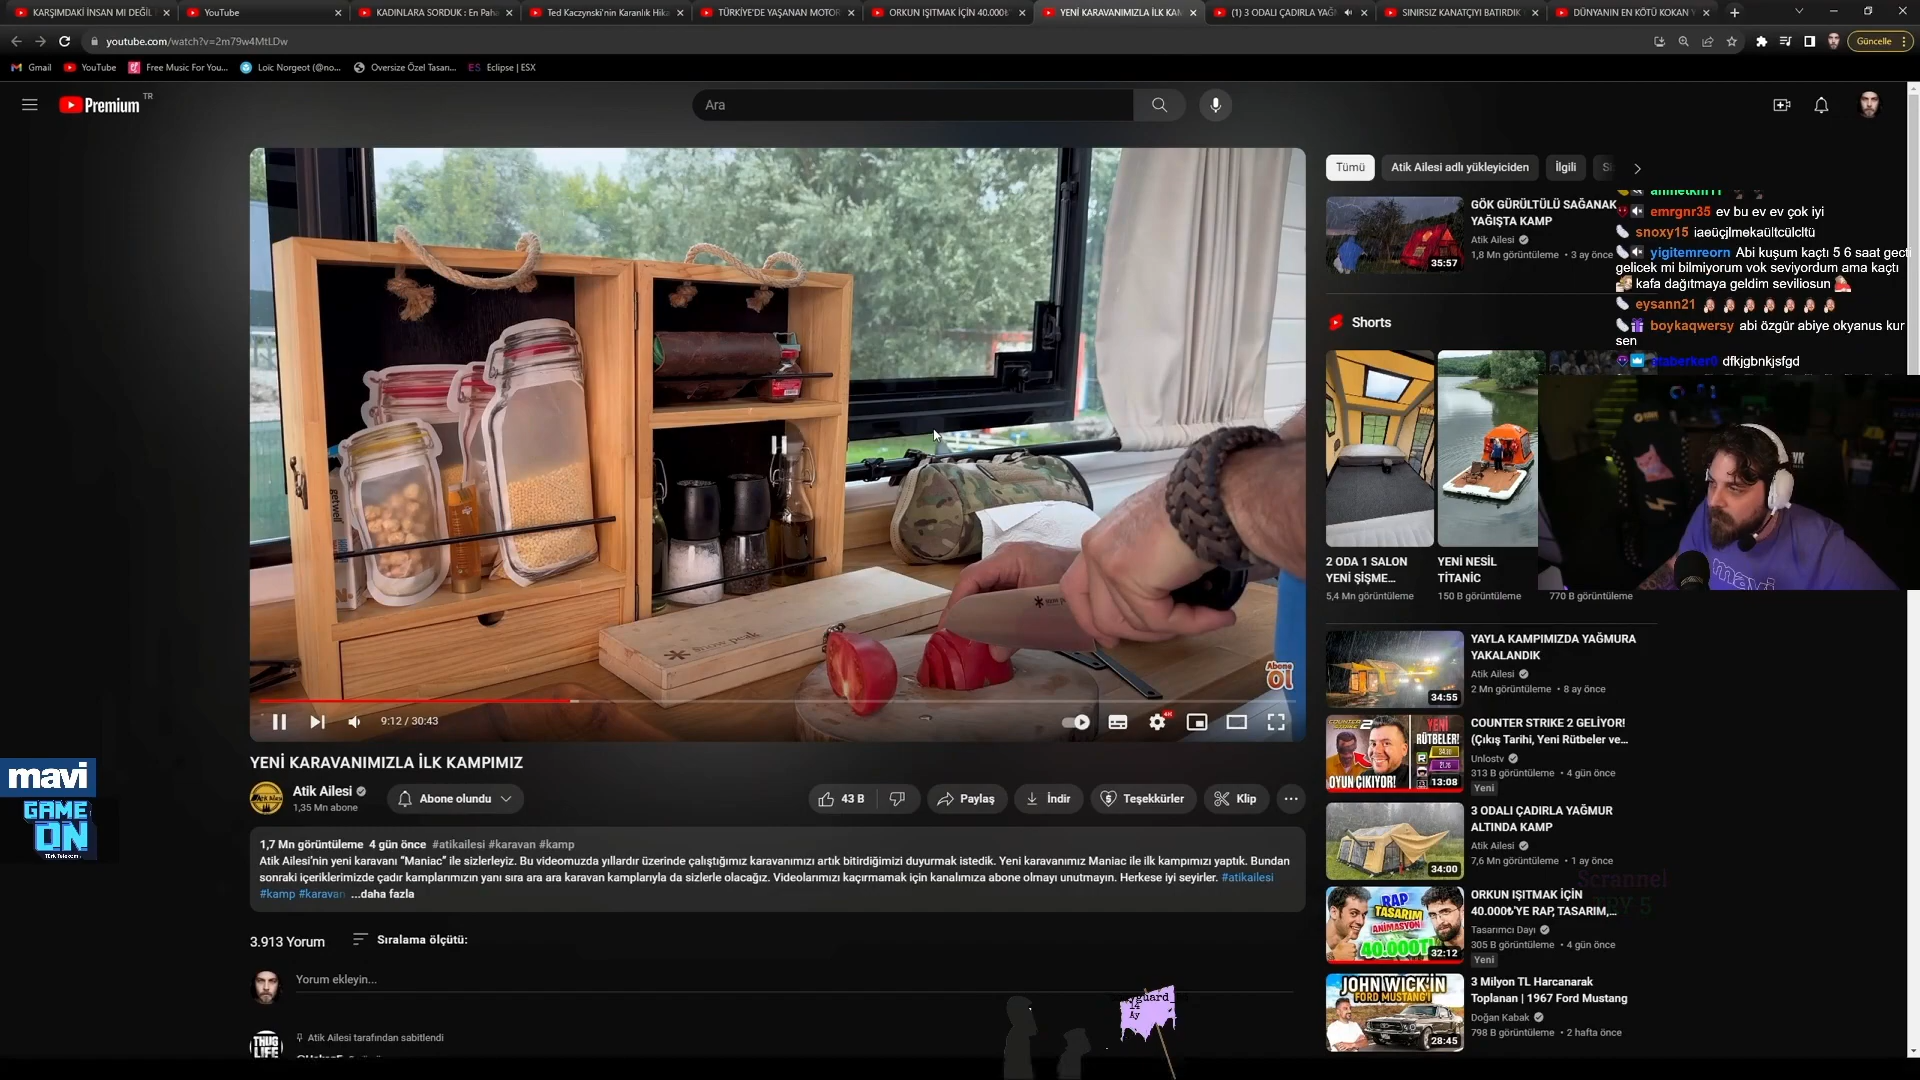 KARŞIMDAKİ İNSAN MI DEĞİL
YouTube
KADINLARA SORDUK : En Paha
Ted Kaczynski'nin Karanlık Hika
TÜRKİYE'DE YAŞANAN MOTOR
ORKUN IŞITMAK İÇİN 40.000₺
YENİ KARAVANIMIZLA İLK KAM
(1) 3 ODALI ÇADIRLA YAĞ
SINIRSIZ KANATÇIYI BATIRDIK
DÜNYANIN EN KÖTÜ KOKAN
youtube.com/watch?v=2m79w4MtLDw
Güncelle
Gmail
YouTube
Free Music For You...
Loïc Norgeot (@no...
Oversize Özel Tasarı...
ES Eclipse | ESX
Premium TR
Ara
Tümü
Atik Ailesi adlı yükleyiciden
İlgili
GÖK GÜRÜLTÜLÜ SAĞANAK
YAĞIŞTA KAMP
Atik Ailesi
1,8 Mn görüntüleme • 3 ay önce
35:57
emrgnr35 ev bu ev ev çok iyi
snoxy15 iaeüçjlmekaültcülcltü
yigitemreorn Abi kuşum kaçtı 5 6 saat gecti
gelicek mi bilmiyorum vok seviyordum ama kaçtı
kafa dağıtmaya geldim seviliosun
eysann21
boykaqwersy abi özgür abiye okyanus kur
sen
dfkjgbnkjsfgd
Shorts
2 ODA 1 SALON
YENİ ŞİŞME...
5,4 Mn görüntüleme
YENİ NESİL
TİTANİC
150 B görüntüleme
770 B görüntüleme
mavi
snow peak
Abone
Ol
9:12 / 30:43
YENİ KARAVANIMIZLA İLK KAMPIMIZ
Atik Ailesi
1,35 Mn abone
Abone olundu
43 B
Paylaş
İndir
Teşekkürler
Klip
1,7 Mn görüntüleme 4 gün önce #atikailesi #karavan #kamp
Atik Ailesi'nin yeni karavanı “Maniac” ile sizlerleyiz. Bu videomuzda yıllardır üzerinde çalıştığımız karavanımızı artık bitirdiğimizi duyurmak istedik. Yeni karavanımız Maniac ile ilk kampımızı yaptık. Bundan
sonraki içeriklerimizde çadır kamplarımızın yanı sıra ara ara karavan kamplarıyla da sizlerle olacağız. Videolarımızı kaçırmamak için kanalımıza abone olmayı unutmayın. Herkese iyi seyirler. #atikailesi
#kamp #karavan ...daha fazla
3.913 Yorum
Sıralama ölçütü:
Yorum ekleyin...
Atik Ailesi tarafından sabitlendi
THUG
LIFE
mavi
GAME
ON
14
Ay
YAYLA KAMPIMIZDA YAĞMURA
YAKALANDIK
Atik Ailesi
2 Mn görüntüleme • 8 ay önce
34:55
COUNTER STRIKE 2 GELİYOR!
(Çıkış Tarihi, Yeni Rütbeler ve...
Unlostv
313 B görüntüleme • 4 gün önce
Yeni
YENİ
RÜTBELER!
OYUN ÇIKIYOR!
13:08
3 ODALI ÇADIRLA YAĞMUR
ALTINDA KAMP
Atik Ailesi
7,6 Mn görüntüleme • 1 ay önce
34:00
Scrannel
TRY 5
ORKUN IŞITMAK İÇİN
40.000₺'YE RAP, TASARIM,...
Tasarımcı Dayı
305 B görüntüleme • 4 gün önce
Yeni
RAP
TASARIM
ANİMASYON
40.000TL
32:12
3 Milyon TL Harcanarak
Toplanan | 1967 Ford Mustang
Doğan Kabak
798 B görüntüleme • 2 hafta önce
JOHN WICK'İN
FORD MUSTANG'İ
28:45